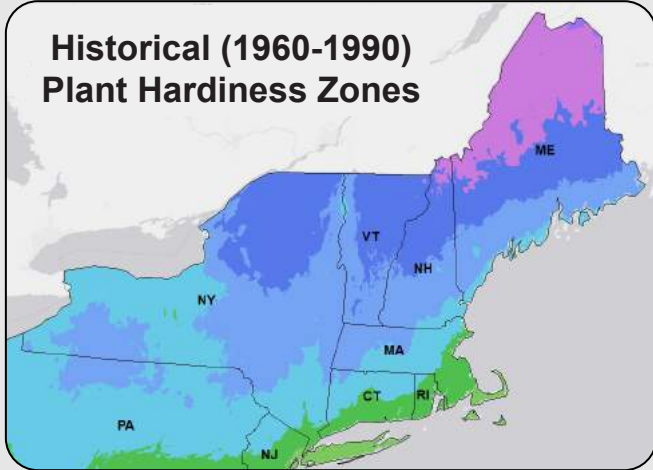 Historical (1960-1990)
Plant Hardiness Zones
ME
VT
NH
NY
MA
CT
RI
PA
NJ